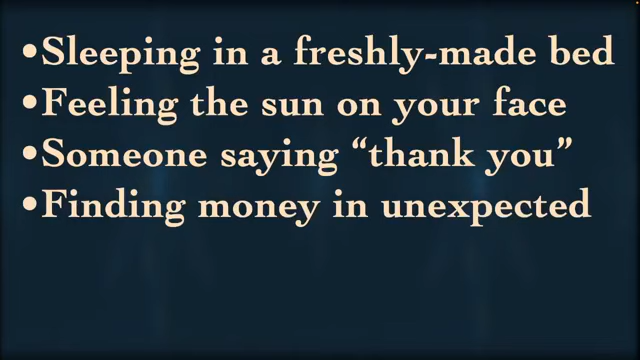 •Sleeping in a freshly-made bed
•Feeling the sun on your face
•Someone saying “thank you”
•Finding money in unexpected